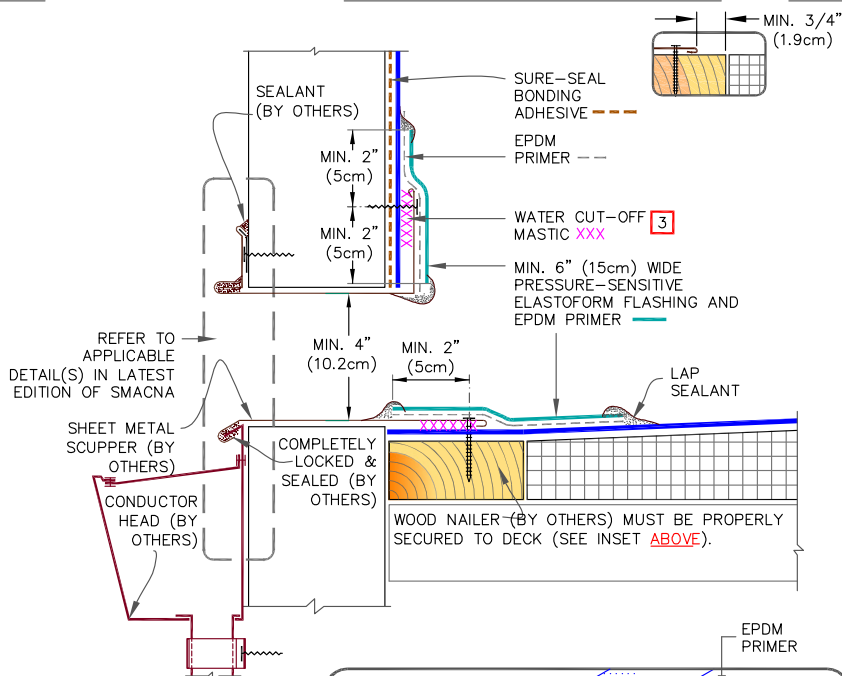 MIN. 3/4"
(1.9cm)
SEALANT
(BY OTHERS)
SURE-SEAL
BONDING
ADHESIVE
MIN. 2"
(5cm)
EPDM
PRIMER
MIN. 2"
(5cm)
WATER CUT-OFF 3
MASTIC XXX
MIN. 6" (15cm) WIDE
PRESSURE-SENSITIVE
ELASTOFORM FLASHING AND
EPDM PRIMER
REFER TO
APPLICABLE
DETAIL(S) IN LATEST
EDITION OF SMACNA
MIN. 4"
(10.2cm)
MIN. 2"
(5cm)
LAP
SEALANT
SHEET METAL
SCUPPER (BY
OTHERS)
COMPLETELY
LOCKED &
SEALED (BY
OTHERS)
CONDUCTOR
HEAD (BY
OTHERS)
WOOD NAILER (BY OTHERS) MUST BE PROPERLY
SECURED TO DECK (SEE INSET ABOVE).
EPDM
PRIMER